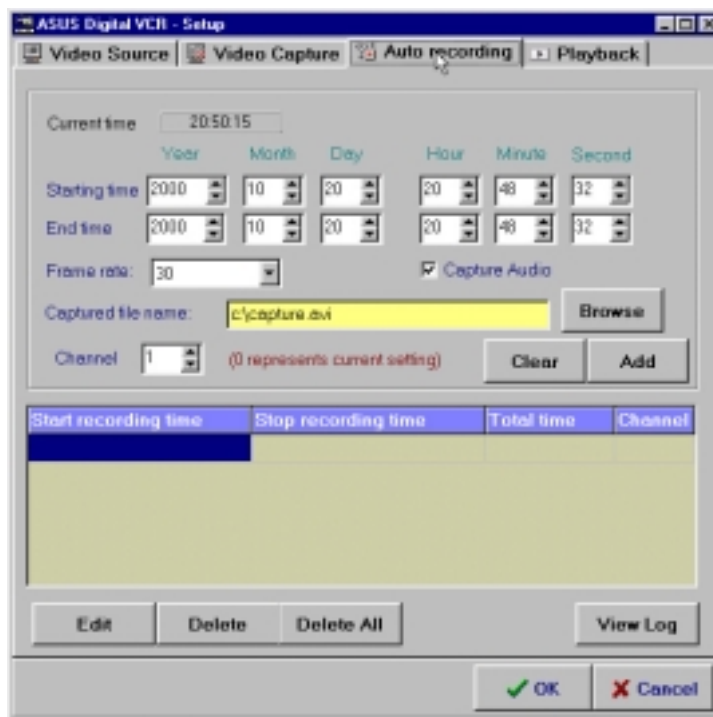 ASUS Digital VCR - Setup
Video Source Video Capture Auto recording Playback
Current time 20:50:15
Year Month Day Hour Minute Second
Starting time 2000 10 20 20 48 32
End time 2000 10 20 20 48 32
Frame rate: 30 Capture Audio
Captured file name: c:\capture.avi Browse
Channel 1 (0 represents current setting) Clear Add
Start recording time Stop recording time Total time Channel
Edit Delete Delete All View Log
OK Cancel